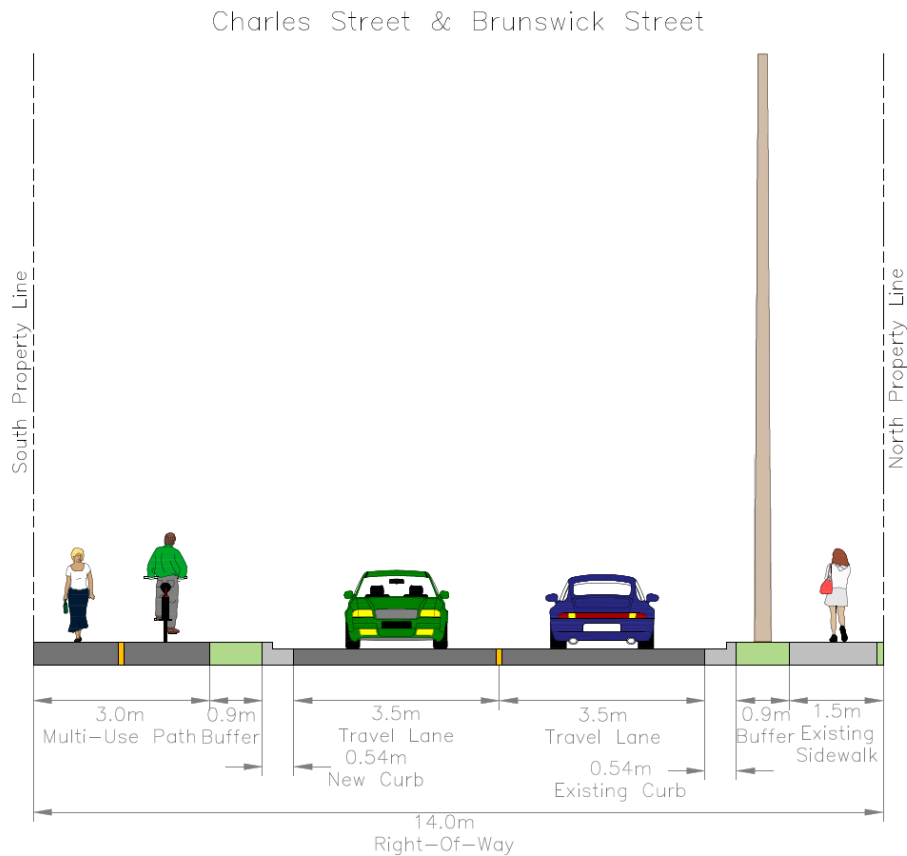 Charles Street & Brunswick Street
South Property Line
North Property Line
3.0m
Multi-Use Path
0.9m
Buffer
0.54m
New Curb
3.5m
Travel Lane
3.5m
Travel Lane
0.54m
Existing Curb
0.9m
Buffer
1.5m
Existing
Sidewalk
14.0m
Right-Of-Way